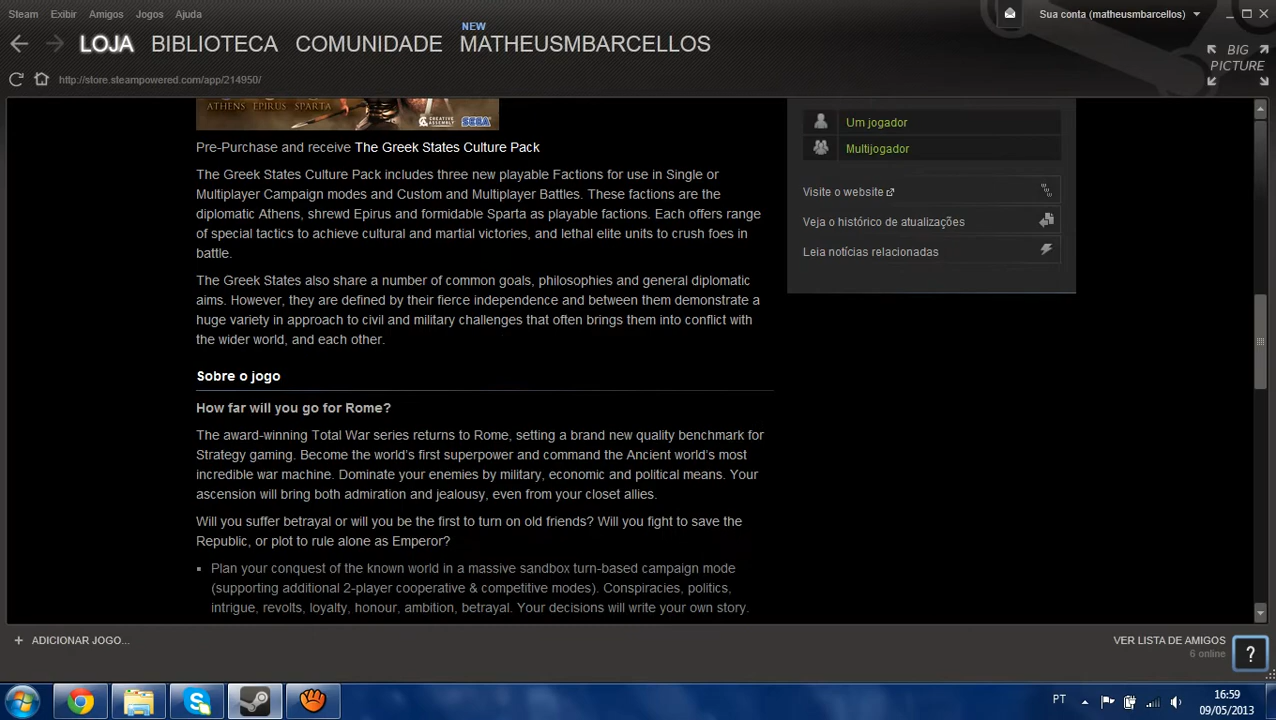 Steam Exibir Amigos Jogos Ajuda
Sua conta (matheusmbarcellos)
NEW
LOJA BIBLIOTECA COMUNIDADE MATHEUSMBARCELLOS
BIG
PICTURE
http://store.steampowered.com/app/214950/
ATHENS EPIRUS SPARTA
CREATIVE
ASSEMBLY
SEGA
Pre-Purchase and receive The Greek States Culture Pack
The Greek States Culture Pack includes three new playable Factions for use in Single or
Multiplayer Campaign modes and Custom and Multiplayer Battles. These factions are the
diplomatic Athens, shrewd Epirus and formidable Sparta as playable factions. Each offers range
of special tactics to achieve cultural and martial victories, and lethal elite units to crush foes in
battle.
The Greek States also share a number of common goals, philosophies and general diplomatic
aims. However, they are defined by their fierce independence and between them demonstrate a
huge variety in approach to civil and military challenges that often brings them into conflict with
the wider world, and each other.
Sobre o jogo
How far will you go for Rome?
The award-winning Total War series returns to Rome, setting a brand new quality benchmark for
Strategy gaming. Become the world's first superpower and command the Ancient world's most
incredible war machine. Dominate your enemies by military, economic and political means. Your
ascension will bring both admiration and jealousy, even from your closet allies.
Will you suffer betrayal or will you be the first to turn on old friends? Will you fight to save the
Republic, or plot to rule alone as Emperor?
▪ Plan your conquest of the known world in a massive sandbox turn-based campaign mode
(supporting additional 2-player cooperative & competitive modes). Conspiracies, politics,
intrigue, revolts, loyalty, honour, ambition, betrayal. Your decisions will write your own story.
Um jogador
Multijogador
Visite o website
Veja o histórico de atualizações
Leia notícias relacionadas
+ ADICIONAR JOGO...
VER LISTA DE AMIGOS
6 online
?
PT
16:59
09/05/2013